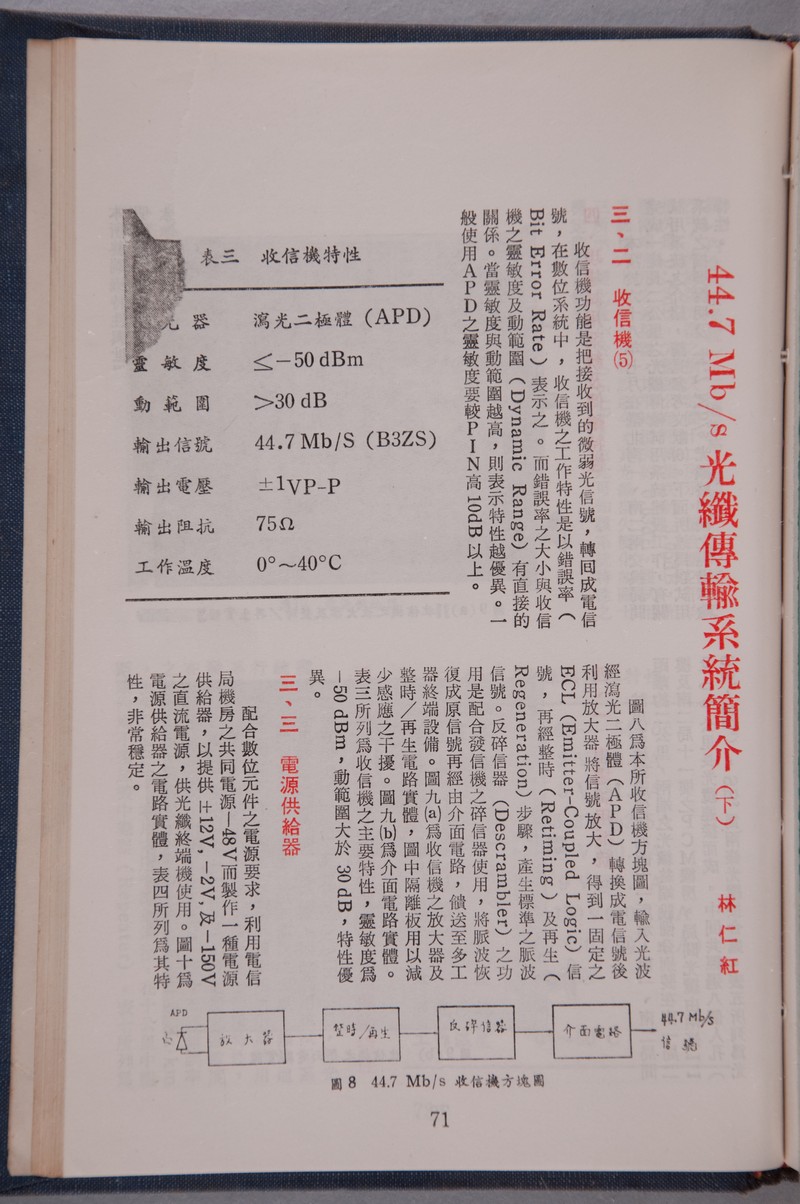 44.7 Mb/s光纖傳輸系統簡介(下)
林仁紅
三、二 收信機⑸
收信機功能是把接收到的微弱光信號，轉回成電信
號，在數位系統中，收信機之工作特性是以錯誤率（
Bit Error Rate）表示之。而錯誤率之大小與收信
機之靈敏度及動範圍（Dynamic Range）有直接的
關係。當靈敏度與動範圍越高，則表示特性越優異。一
般使用APD之靈敏度要較PIN高10dB以上。
表三 收信機特性
光器 瀉光二極體 (APD)
靈敏度 ≤−50 dBm
動範圍 >30 dB
輸出信號 44.7 Mb/S (B3ZS)
輸出電壓 ±1VP-P
輸出阻抗 75Ω
工作溫度 0°~40°C
圖八爲本所收信機方塊圖，輸入光波
經瀉光二極體（APD）轉換成電信號後
利用放大器將信號放大，得到一固定之
ECL（Emitter-Coupled Logic）信
號，再經整時（Retiming）及再生（
Regeneration）步驟，產生標準之脈波
信號。反碎信器（Descrambler）之功
用是配合發信機之碎信器使用，將脈波恢
復成原信號再經由介面電路，饋送至多工
器終端設備。圖九(a)爲收信機之放大器及
整時／再生電路實體，圖中隔離板用以減
少感應之干擾。圖九(b)爲介面電路實體。
表三所列爲收信機之主要特性，靈敏度爲
−50 dBm，動範圍大於 30 dB，特性優
異。
三、三 電源供給器
配合數位元件之電源要求，利用電信
局機房之共同電源−48V而製作一種電源
供給器，以提供±12V，−2V，及−150V
之直流電源，供光纖終端機使用。圖十爲
電源供給器之電路實體，表四所列爲其特
性，非常穩定。
APD
放大器
整時/再生
反碎信器
介面電路
44.7 Mb/s
信號
圖 8 44.7 Mb/s 收信機方塊圖
71